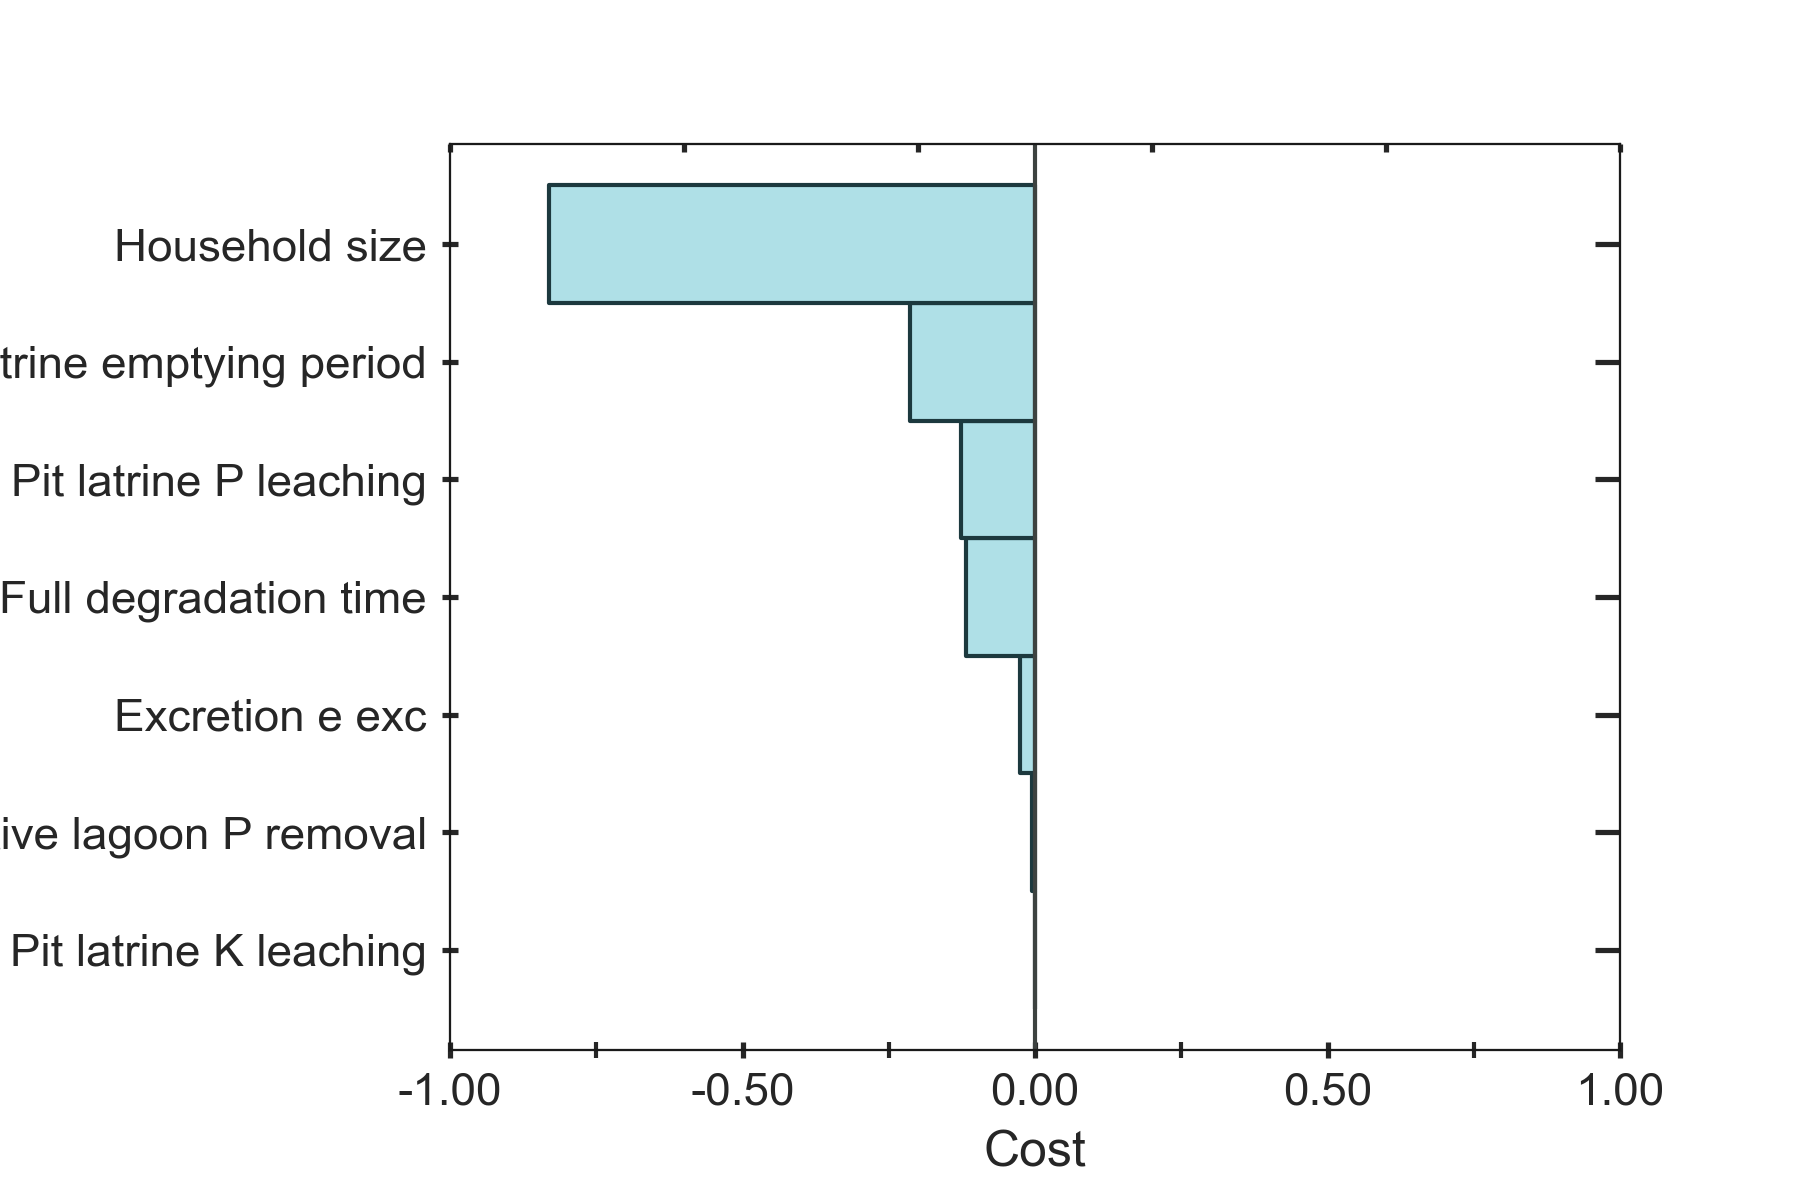 Household size
trine emptying period
Pit latrine P leaching
Full degradation time
Excretion e exc
ive lagoon P removal
Pit latrine K leaching
-1.00 -0.50 0.00 0.50 1.00
Cost